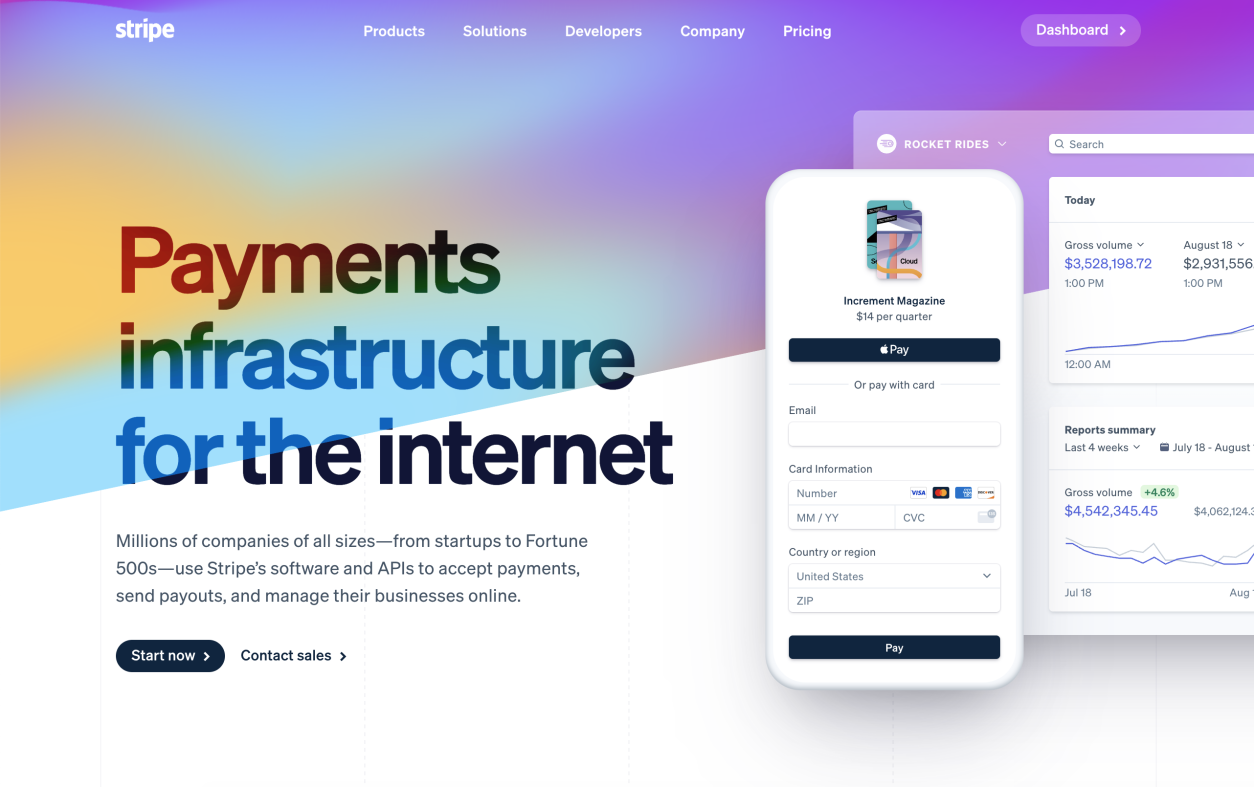 stripe
Products
Solutions
Developers
Company
Pricing
Dashboard
Payments
infrastructure
for the internet
Millions of companies of all sizes—from startups to Fortune
500s—use Stripe’s software and APIs to accept payments,
send payouts, and manage their businesses online.
Start now
Contact sales
Cloud
Increment Magazine
$14 per quarter
Pay
Or pay with card
Email
Card Information
Number
VISA
MM / YY
CVC
Country or region
United States
ZIP
Pay
ROCKET RIDES
Search
Today
Gross volume
August 18
$3,528,198.72
$2,931,556.
1:00 PM
1:00 PM
12:00 AM
Reports summary
Last 4 weeks
July 18 - August
Gross volume
+4.6%
$4,542,345.45
$4,062,124.3
Jul 18
Aug